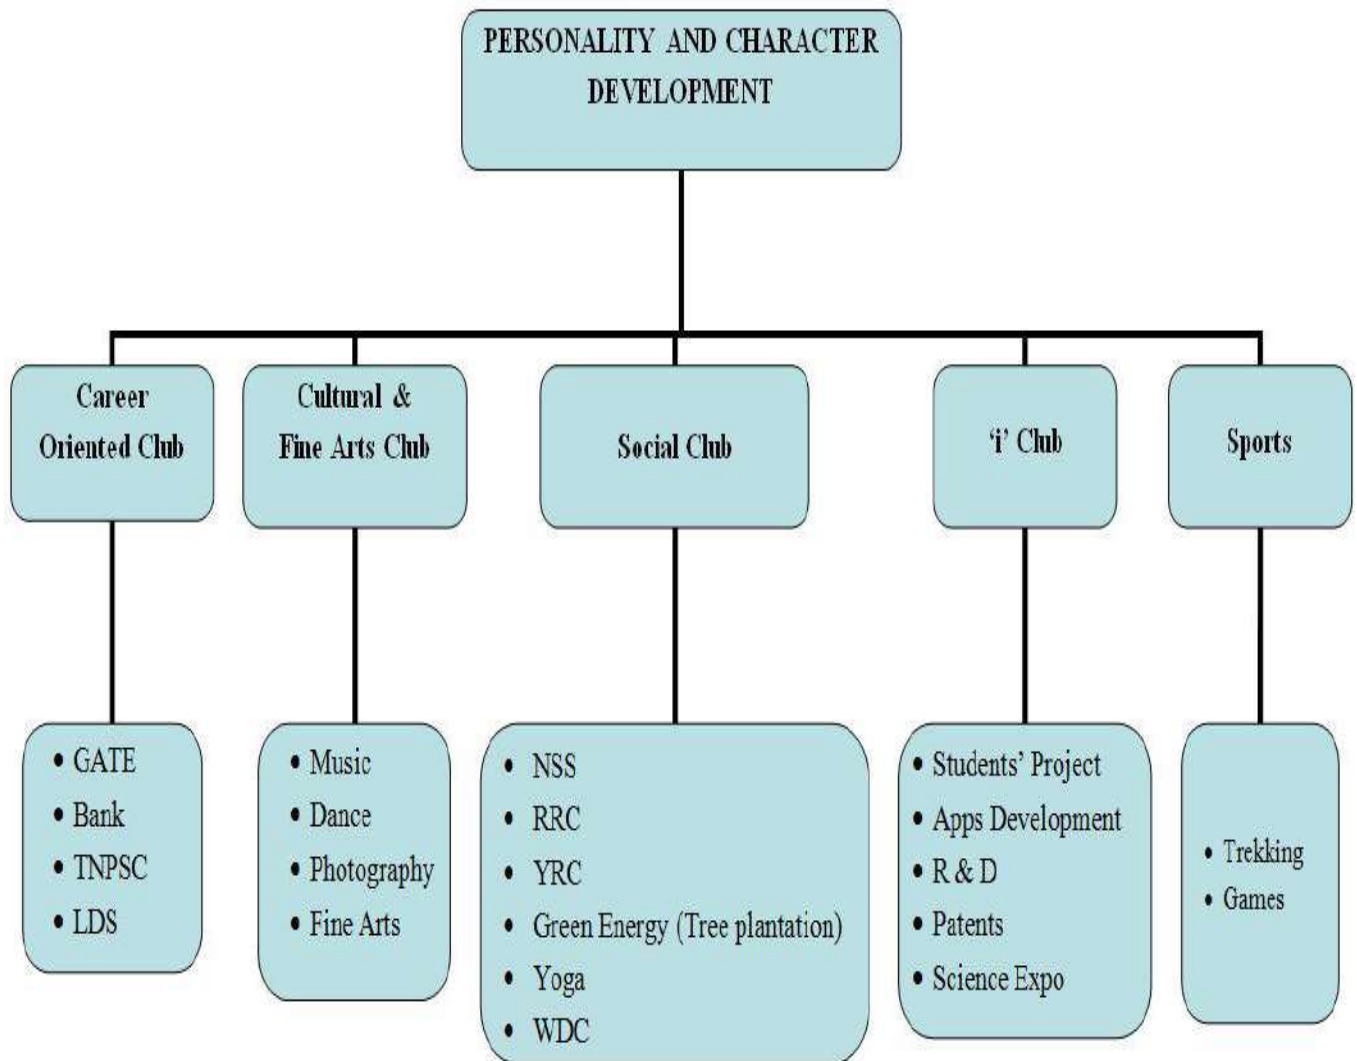 PERSONALITY AND CHARACTER
DEVELOPMENT
Career
Oriented Club
Cultural &
Fine Arts Club
Social Club
‘i’ Club
Sports
• GATE
• Bank
• TNPSC
• LDS
• Music
• Dance
• Photography
• Fine Arts
• NSS
• RRC
• YRC
• Green Energy (Tree plantation)
• Yoga
• WDC
• Students’ Project
• Apps Development
• R & D
• Patents
• Science Expo
• Trekking
• Games